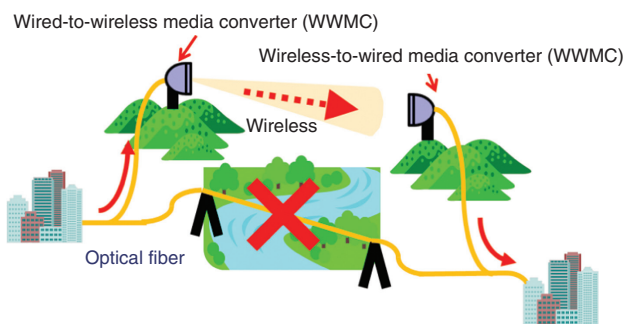 Wired-to-wireless media converter (WWMC)
Wireless-to-wired media converter (WWMC)
Wireless
Optical fiber